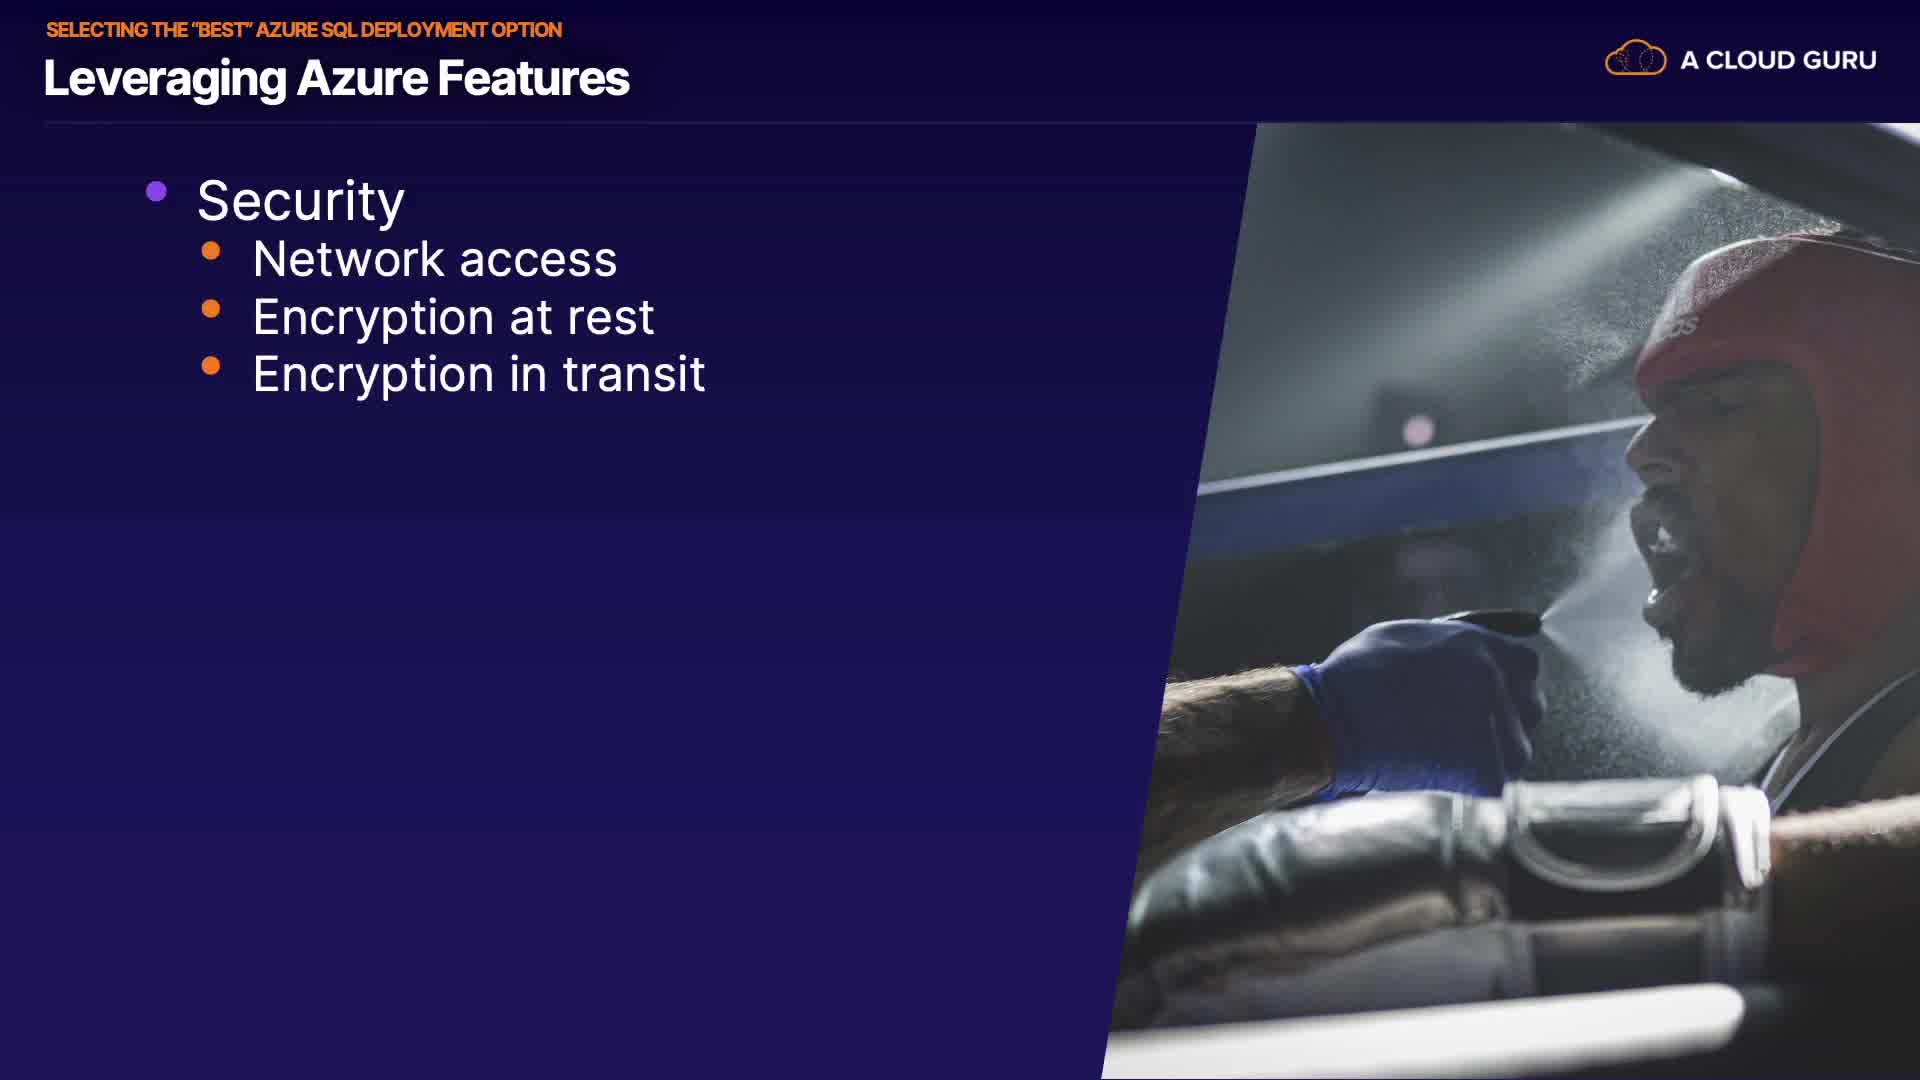 SELECTING THE “BEST” AZURE SQL DEPLOYMENT OPTION
Leveraging Azure Features
A CLOUD GURU
Security
Network access
Encryption at rest
Encryption in transit